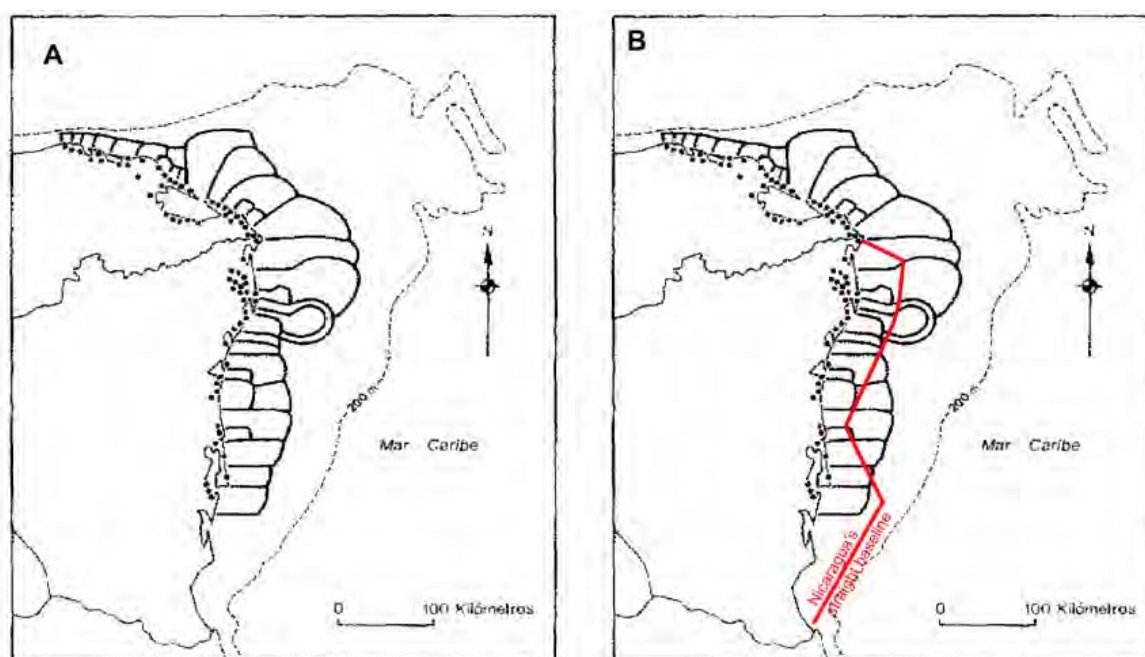 A
200 m
Mar Caribe
0 100 Kilómetros
B
200 m
Mar Caribe
Nicaragua's
straight baseline
0 100 Kilómetros